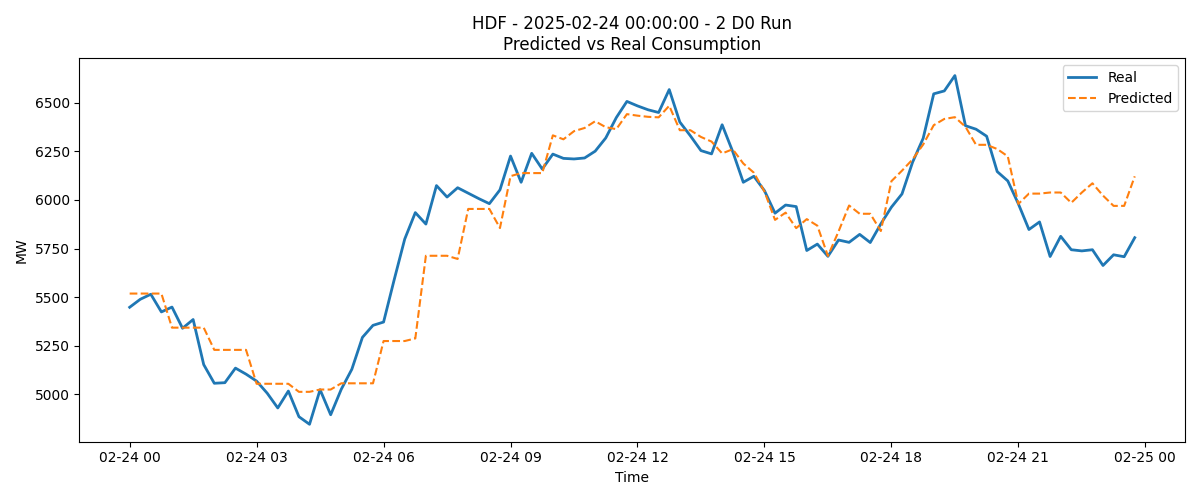 HDF - 2025-02-24 00:00:00 - 2 D0 Run
Predicted vs Real Consumption
Real
Predicted
MW
6500
6250
6000
5750
5500
5250
5000
02-24 00
02-24 03
02-24 06
02-24 09
02-24 12
02-24 15
02-24 18
02-24 21
02-25 00
Time